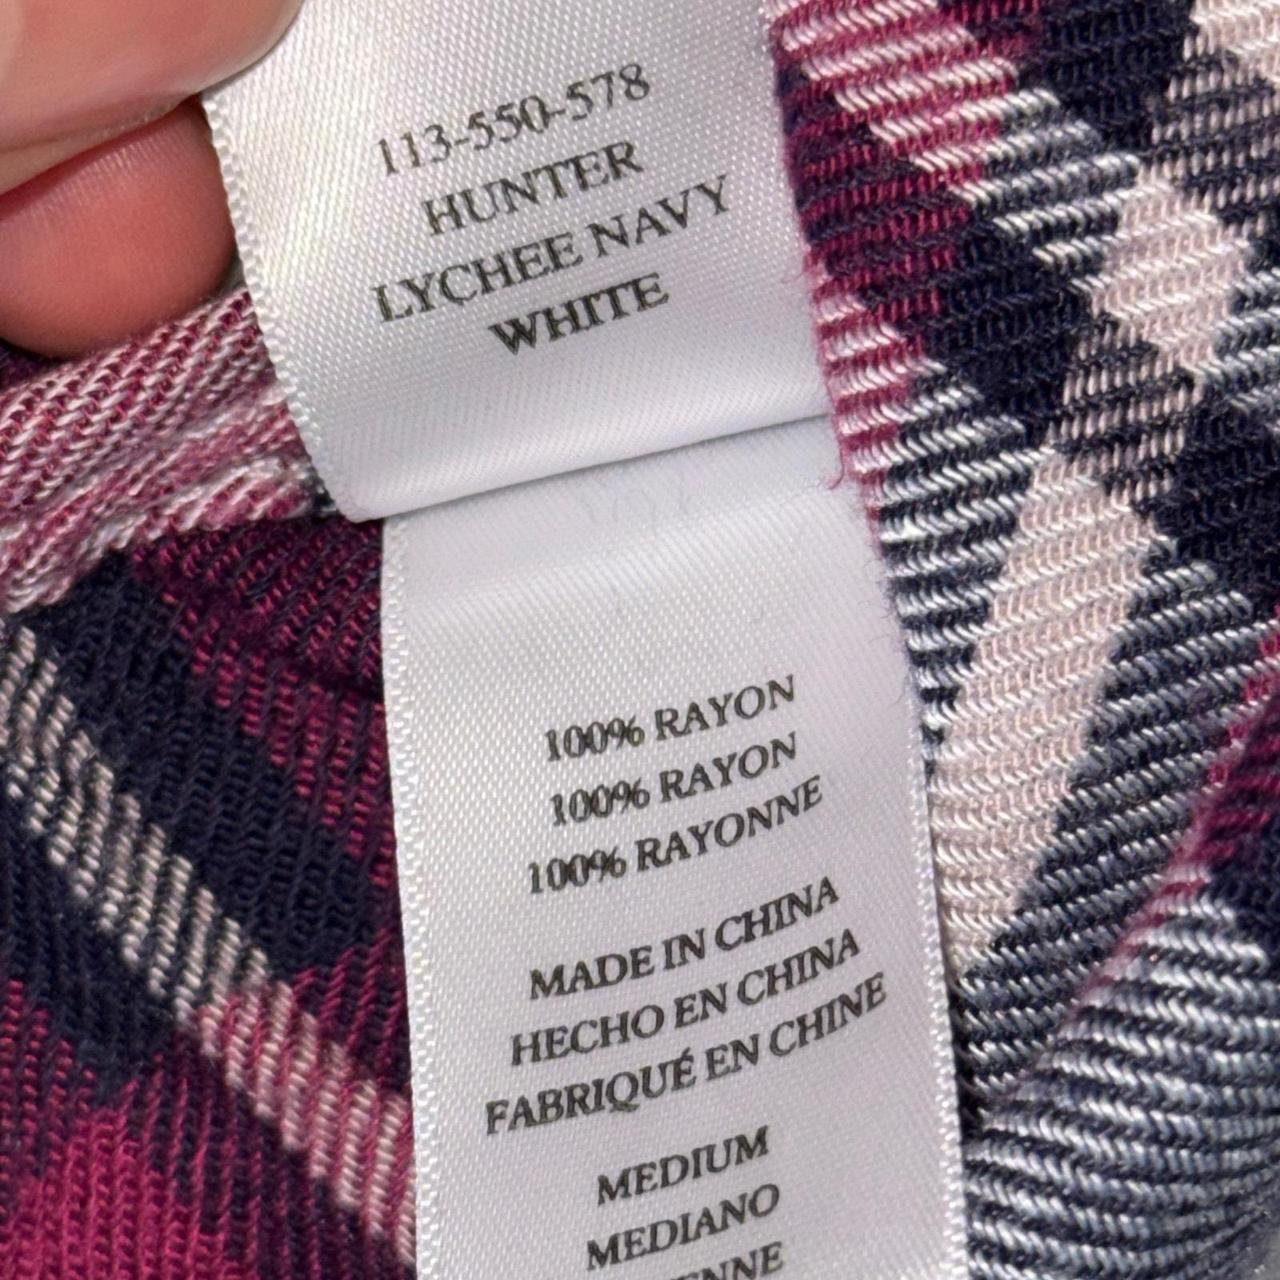 113-550-578
HUNTER
LYCHEE NAVY
WHITE
100% RAYON
100% RAYON
100% RAYONNE
MADE IN CHINA
HECHO EN CHINA
FABRIQUÉ EN CHINE
MEDIUM
MEDIANO